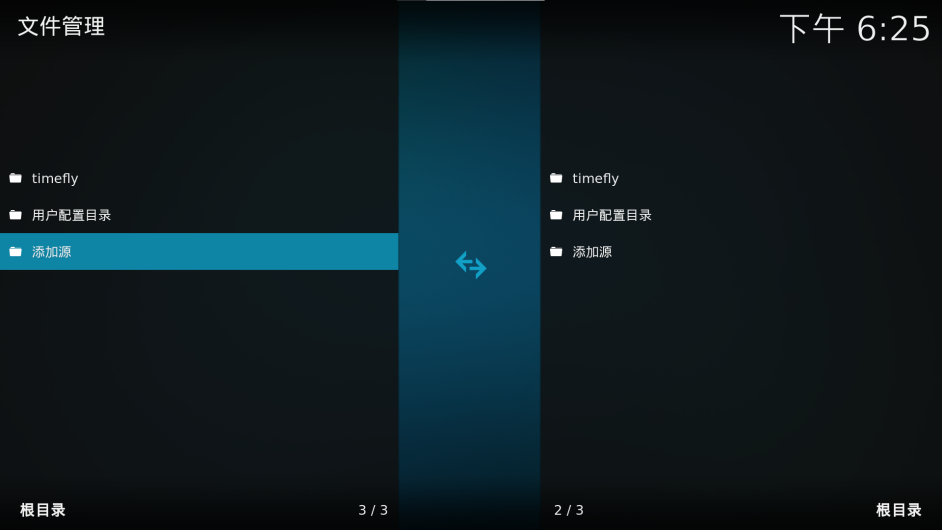 文件管理
下午 6:25
timefly
用户配置目录
添加源
timefly
用户配置目录
添加源
根目录
3 / 3
2 / 3
根目录